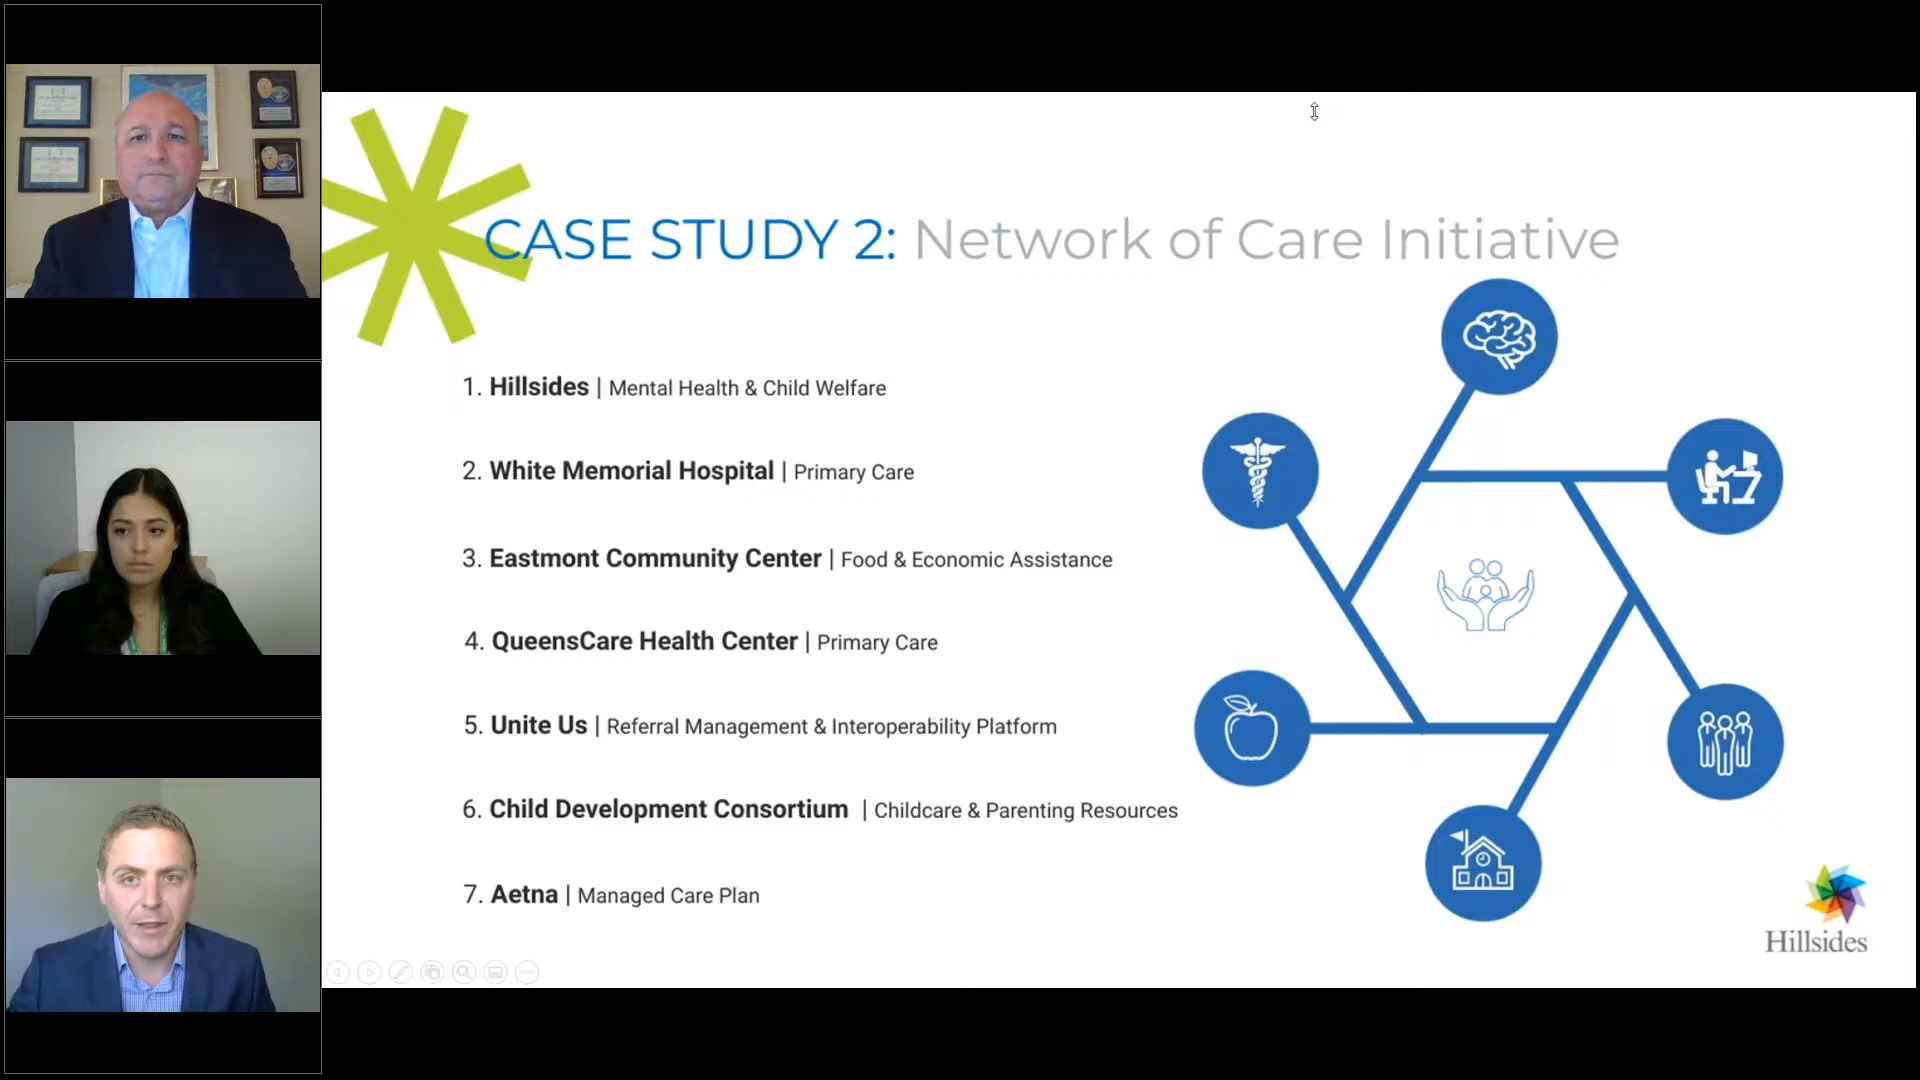 CASE STUDY 2: Network of Care Initiative
1. Hillsides | Mental Health & Child Welfare
2. White Memorial Hospital | Primary Care
3. Eastmont Community Center | Food & Economic Assistance
4. QueensCare Health Center | Primary Care
5. Unite Us | Referral Management & Interoperability Platform
6. Child Development Consortium | Childcare & Parenting Resources
7. Aetna | Managed Care Plan
Hillsides